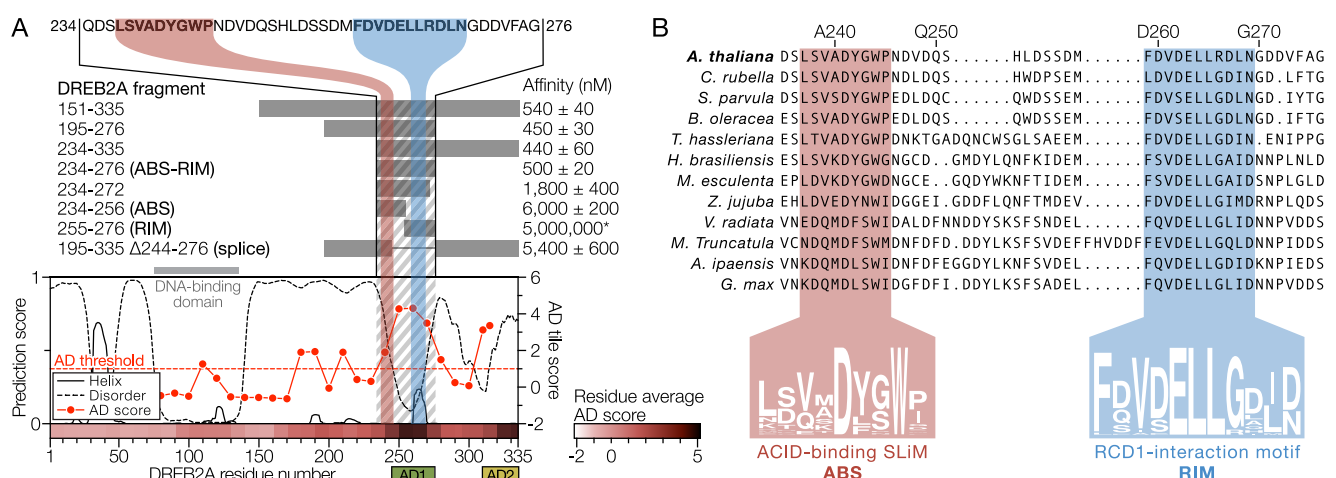 A
234 QDSLSVADYGWPNDVDQSHLDSSDMFDVDELLRDLNGDDVFAG 276
DREB2A fragment Affinity (nM)
151-335 540 ± 40
195-276 450 ± 30
234-335 440 ± 60
234-276 (ABS-RIM) 500 ± 20
234-272 1,800 ± 400
234-256 (ABS) 6,000 ± 200
255-276 (RIM) 5,000,000*
195-335 Δ244-276 (splice) 5,400 ± 600
DNA-binding
domain
Prediction score
1
0
AD threshold
Helix
Disorder
AD score
AD tile score
6
4
2
0
-2
1 50 100 150 200 250 300 335
DREB2A residue number
AD1 AD2
Residue average
AD score
-2 0 5
B
A240 Q250 D260 G270
A. thaliana DSLSVADYGWPNDVDQS......HLDSSDM......FDVDELLRDLNGDDVFAG
C. rubella DSLSVADYGWPNDLDQS......HWDPSEM......LDVDELLGDINGD.LFTG
S. parvula DSLSVSDYGWPEDLDQC......QWDSSEM......FDVSELLGDLNGD.IYTG
B. oleracea DSLSVADYGWPEDLDQS......HWDSSEM......FDVDELLGDLNGD.IFTG
T. hassleriana ESLTVADYGWPDNKTGADQNCWSGLSAEEM......FDVDELLGDIN.ENIPPG
H. brasiliensis ESLSVKDYGWGNGCD.GMDYLQNFKIDEM......FSVDELLGAIDNNPLNLD
M. esculenta EPLDVKDYGWDNGCE..GQDYWKNFTIDEM......FSVDELLGAIDSNPLGLD
Z. jujuba EHLDVEDYNWIDGGEI.GDDFLQNFTMDEV......FDVDELLGIMDRNPLQDS
V. radiata VNEDQMDFSWIDALDFNNDDYSKSFSVDEL......FQVDELLGLIDNNPVDDS
M. Truncatula VCNDQMDFSWMDNFDFD.DDYLKSFSVDEFFHVDDFFEVDELLGQLDNNPIDDS
A. ipaensis VNKDQMDLSWIDNFDFEGGDYLKNFSVDEL......FQVDELLGLIDKNPIEDS
G. max VNKDQMDLSWIDGFDFI.DDYLKSFSADEL......FQVDELLGLIDNNPVDDS
ACID-binding SLiM
ABS
RCD1-interaction motif
RIM